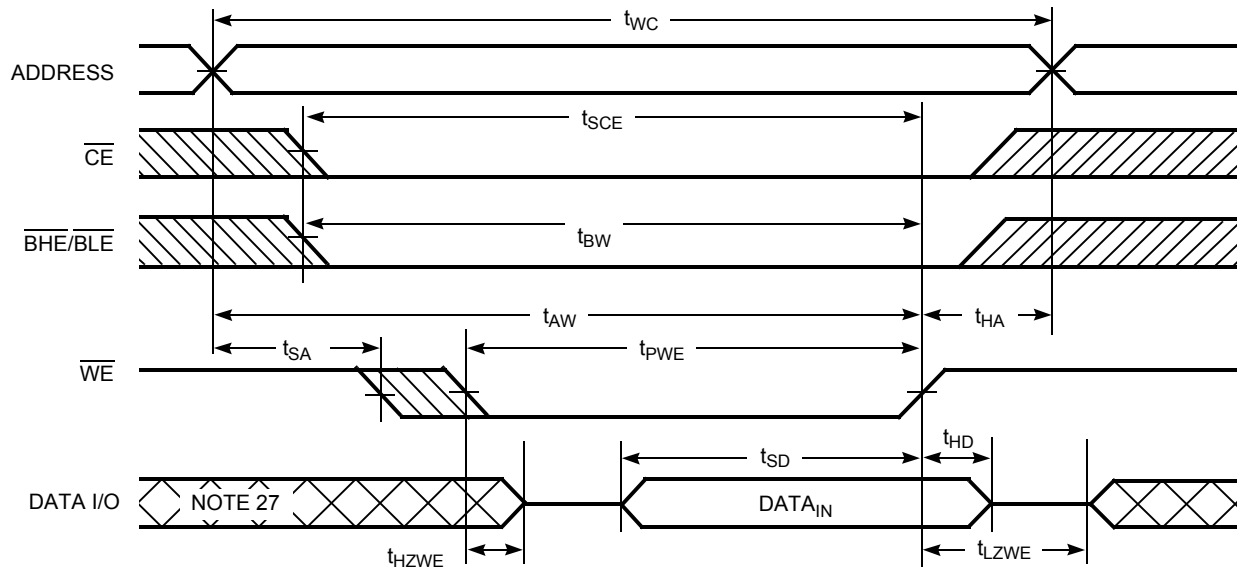 tWC
ADDRESS
tSCE
CE
tBW
BHE/BLE
tAW
tHA
tSA
tPWE
WE
tHD
tSD
DATA I/O
NOTE 27
DATAIN
tHZWE
tLZWE